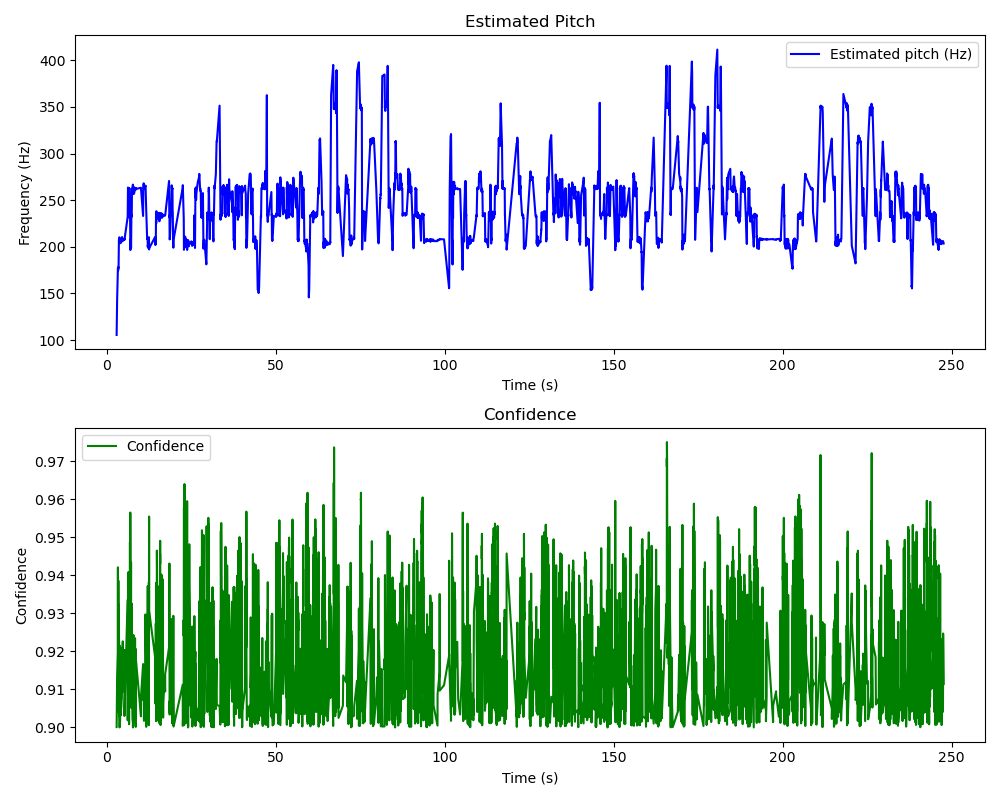 Estimated Pitch
Estimated pitch (Hz)
Frequency (Hz)
400
350
300
250
200
150
100
0 50 100 150 200 250
Time (s)
Confidence
Confidence
Confidence
0.97
0.96
0.95
0.94
0.93
0.92
0.91
0.90
0 50 100 150 200 250
Time (s)